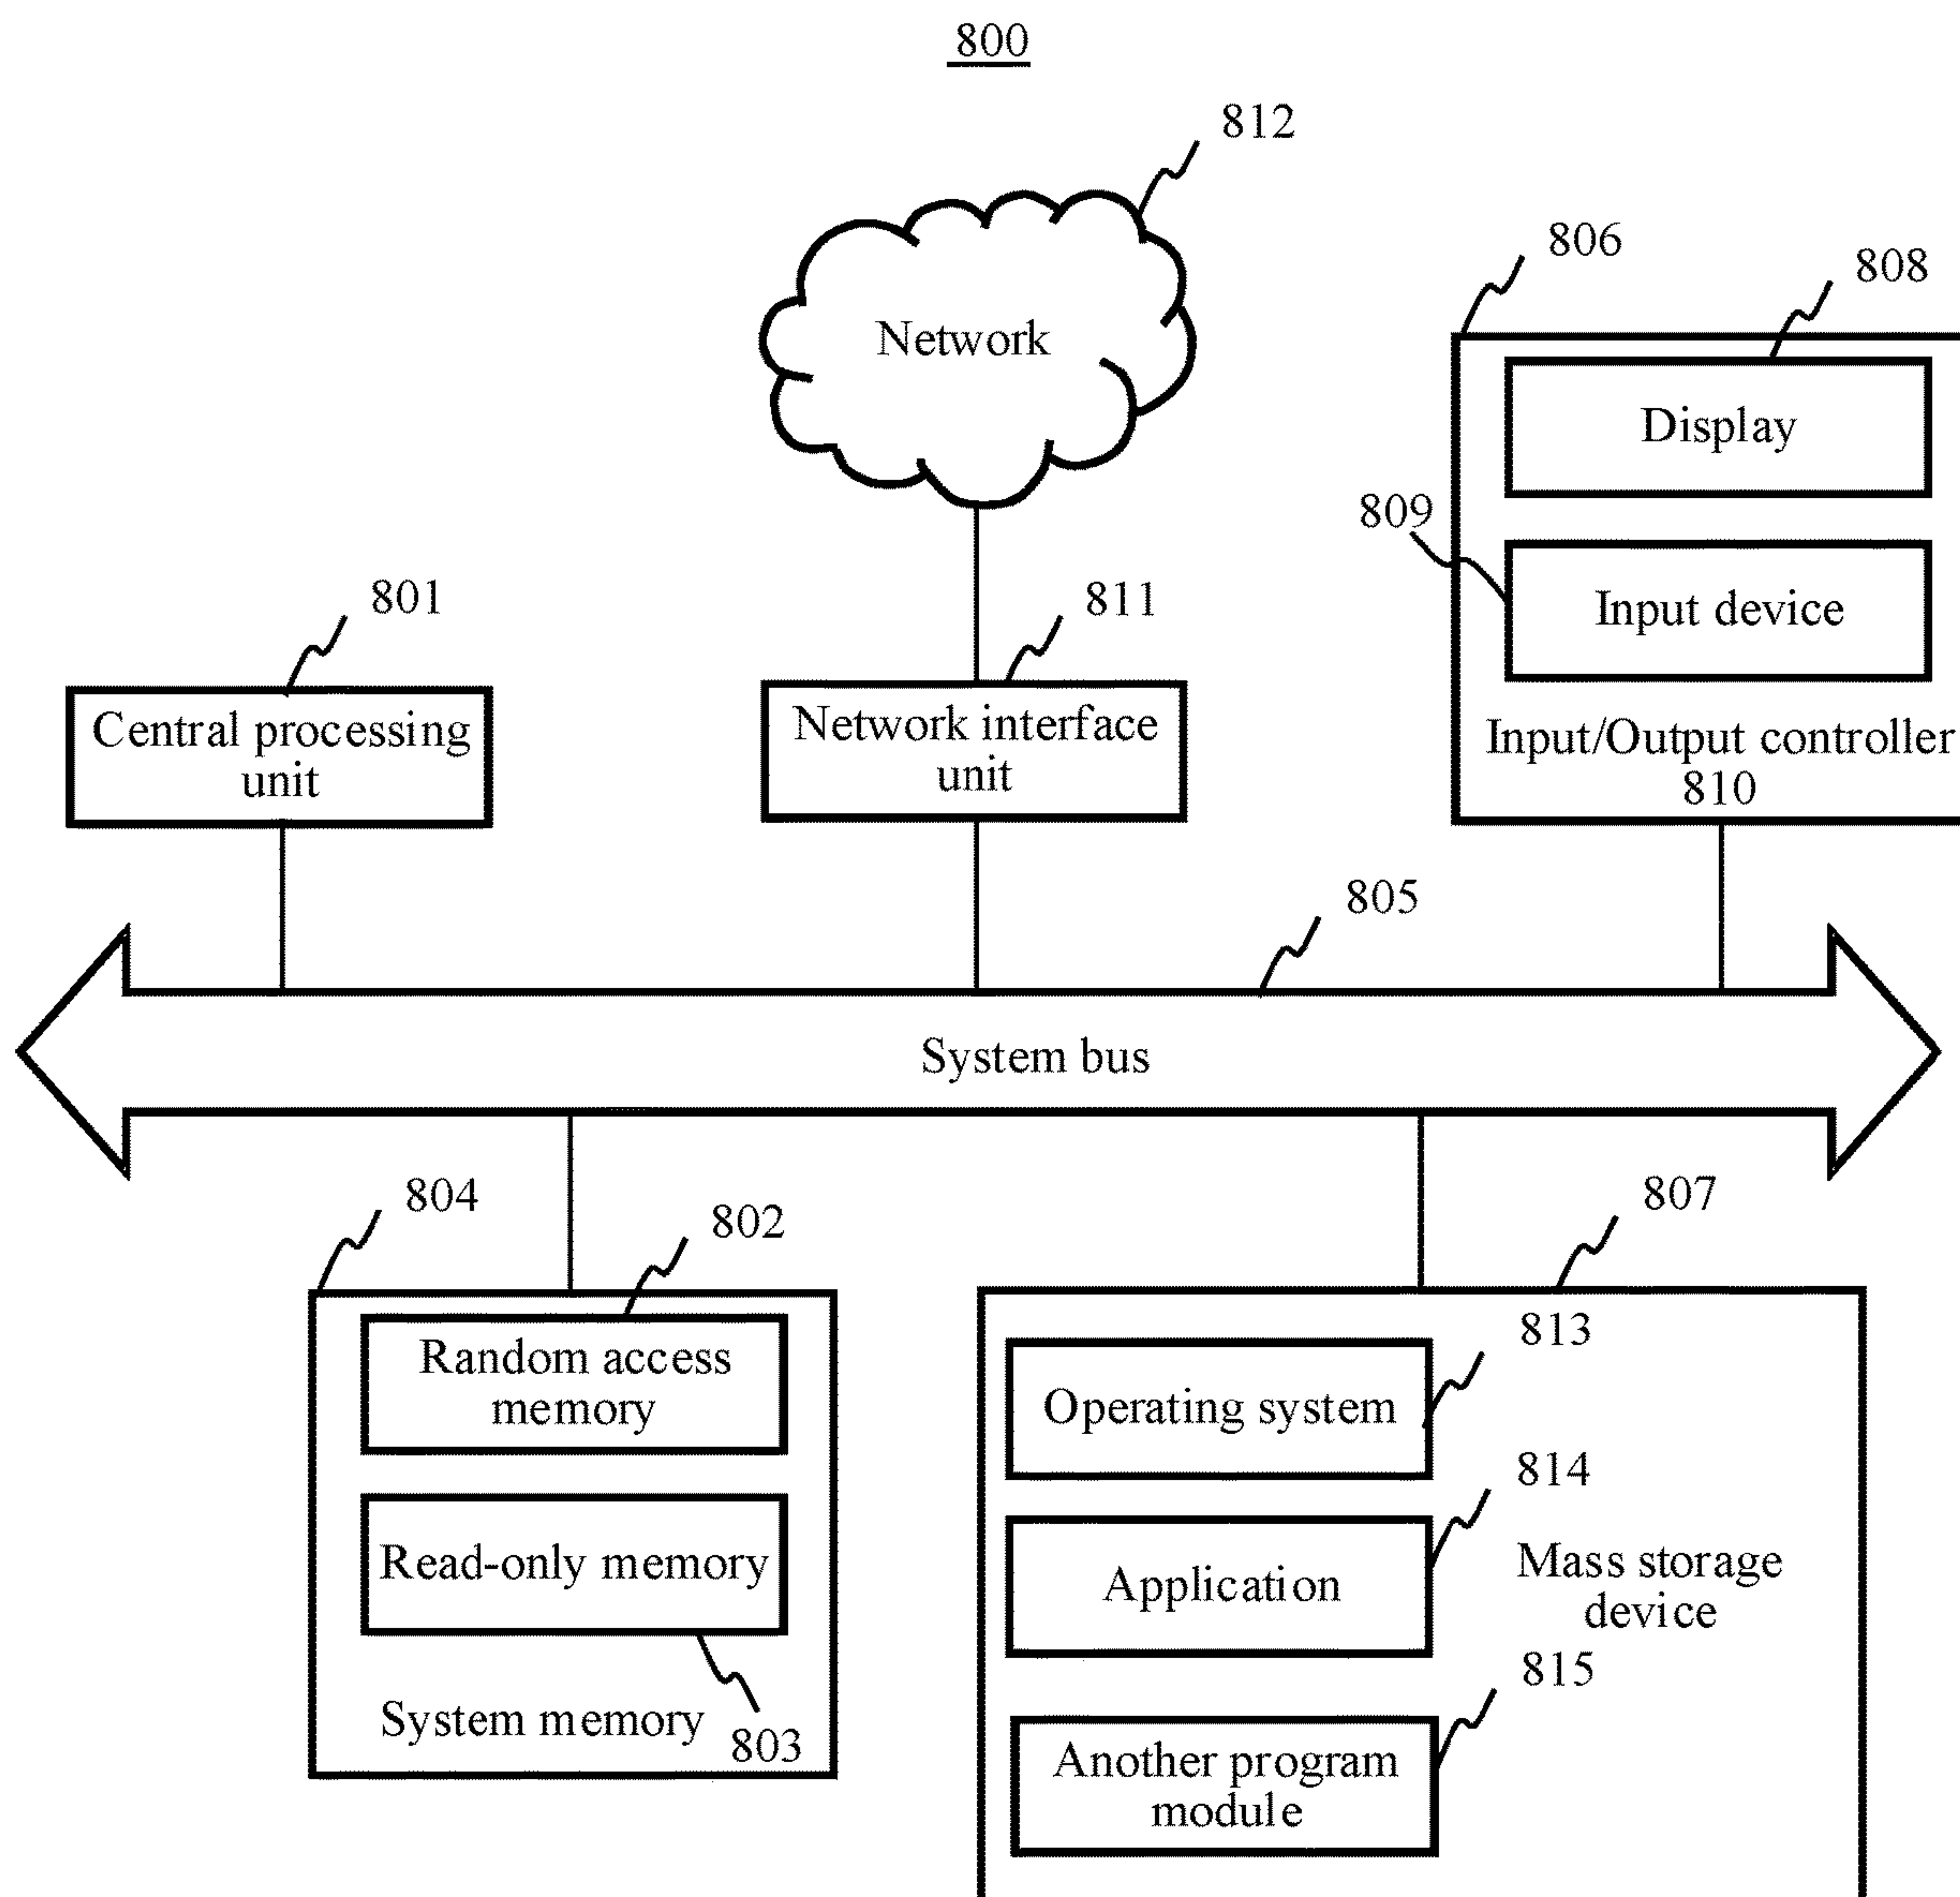 800
812
Network
806
808
Display
809
Input device
Input/Output controller
810
801
Central processing
unit
811
Network interface
unit
805
System bus
804
802
Random access
memory
Read-only memory
System memory
803
807
813
Operating system
814
Application
Mass storage
device
815
Another program
module